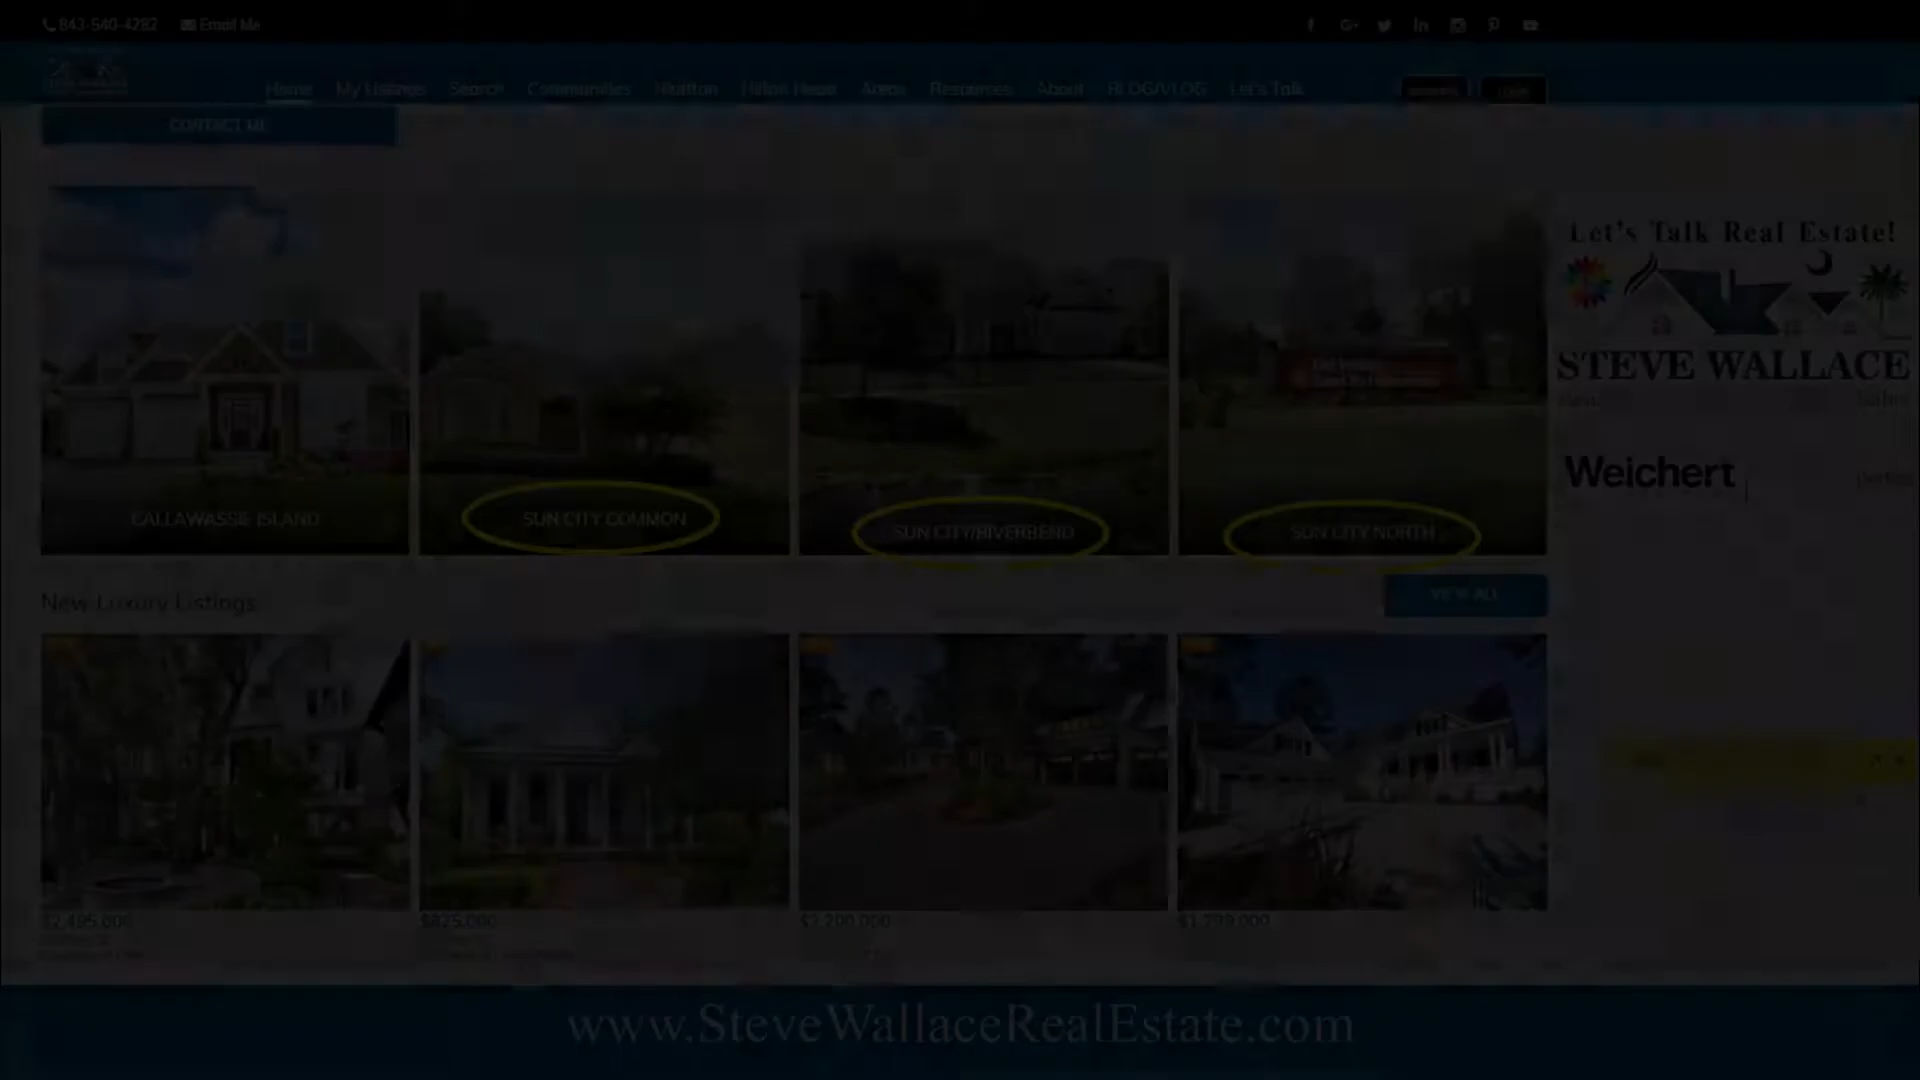 843-540-4282 Email Me
Home My Listings Search Communities Bluffton Hilton Head Areas Resources About BLOG/VLOG Let's Talk
CONTACT ME
Let's Talk Real Estate!
STEVE WALLACE
Weichert
CALLAWASSIE ISLAND
SUN CITY COMMON
SUN CITY/RIVERBEND
SUN CITY NORTH
New Luxury Listings
VIEW ALL
$2,495,000
$825,000
$2,200,000
$1,799,000
www.SteveWallaceRealEstate.com